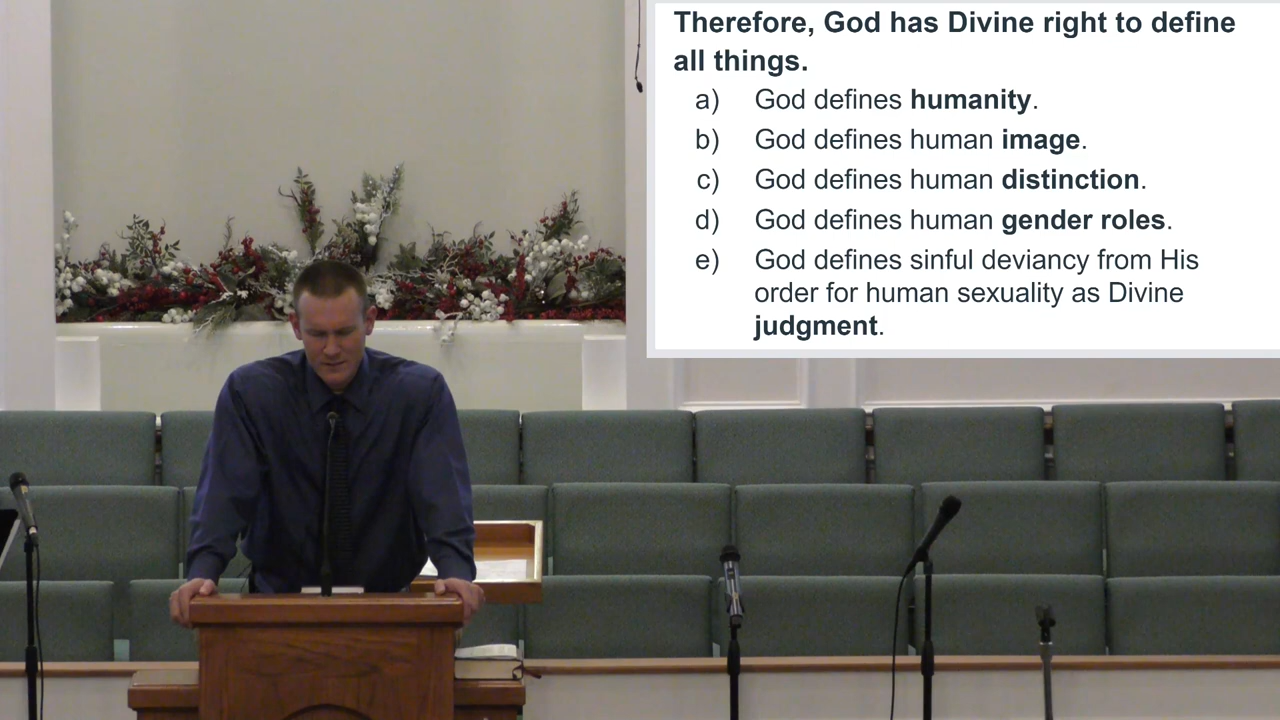 Therefore, God has Divine right to define
all things.
a) God defines humanity.
b) God defines human image.
c) God defines human distinction.
d) God defines human gender roles.
e) God defines sinful deviancy from His
order for human sexuality as Divine
judgment.